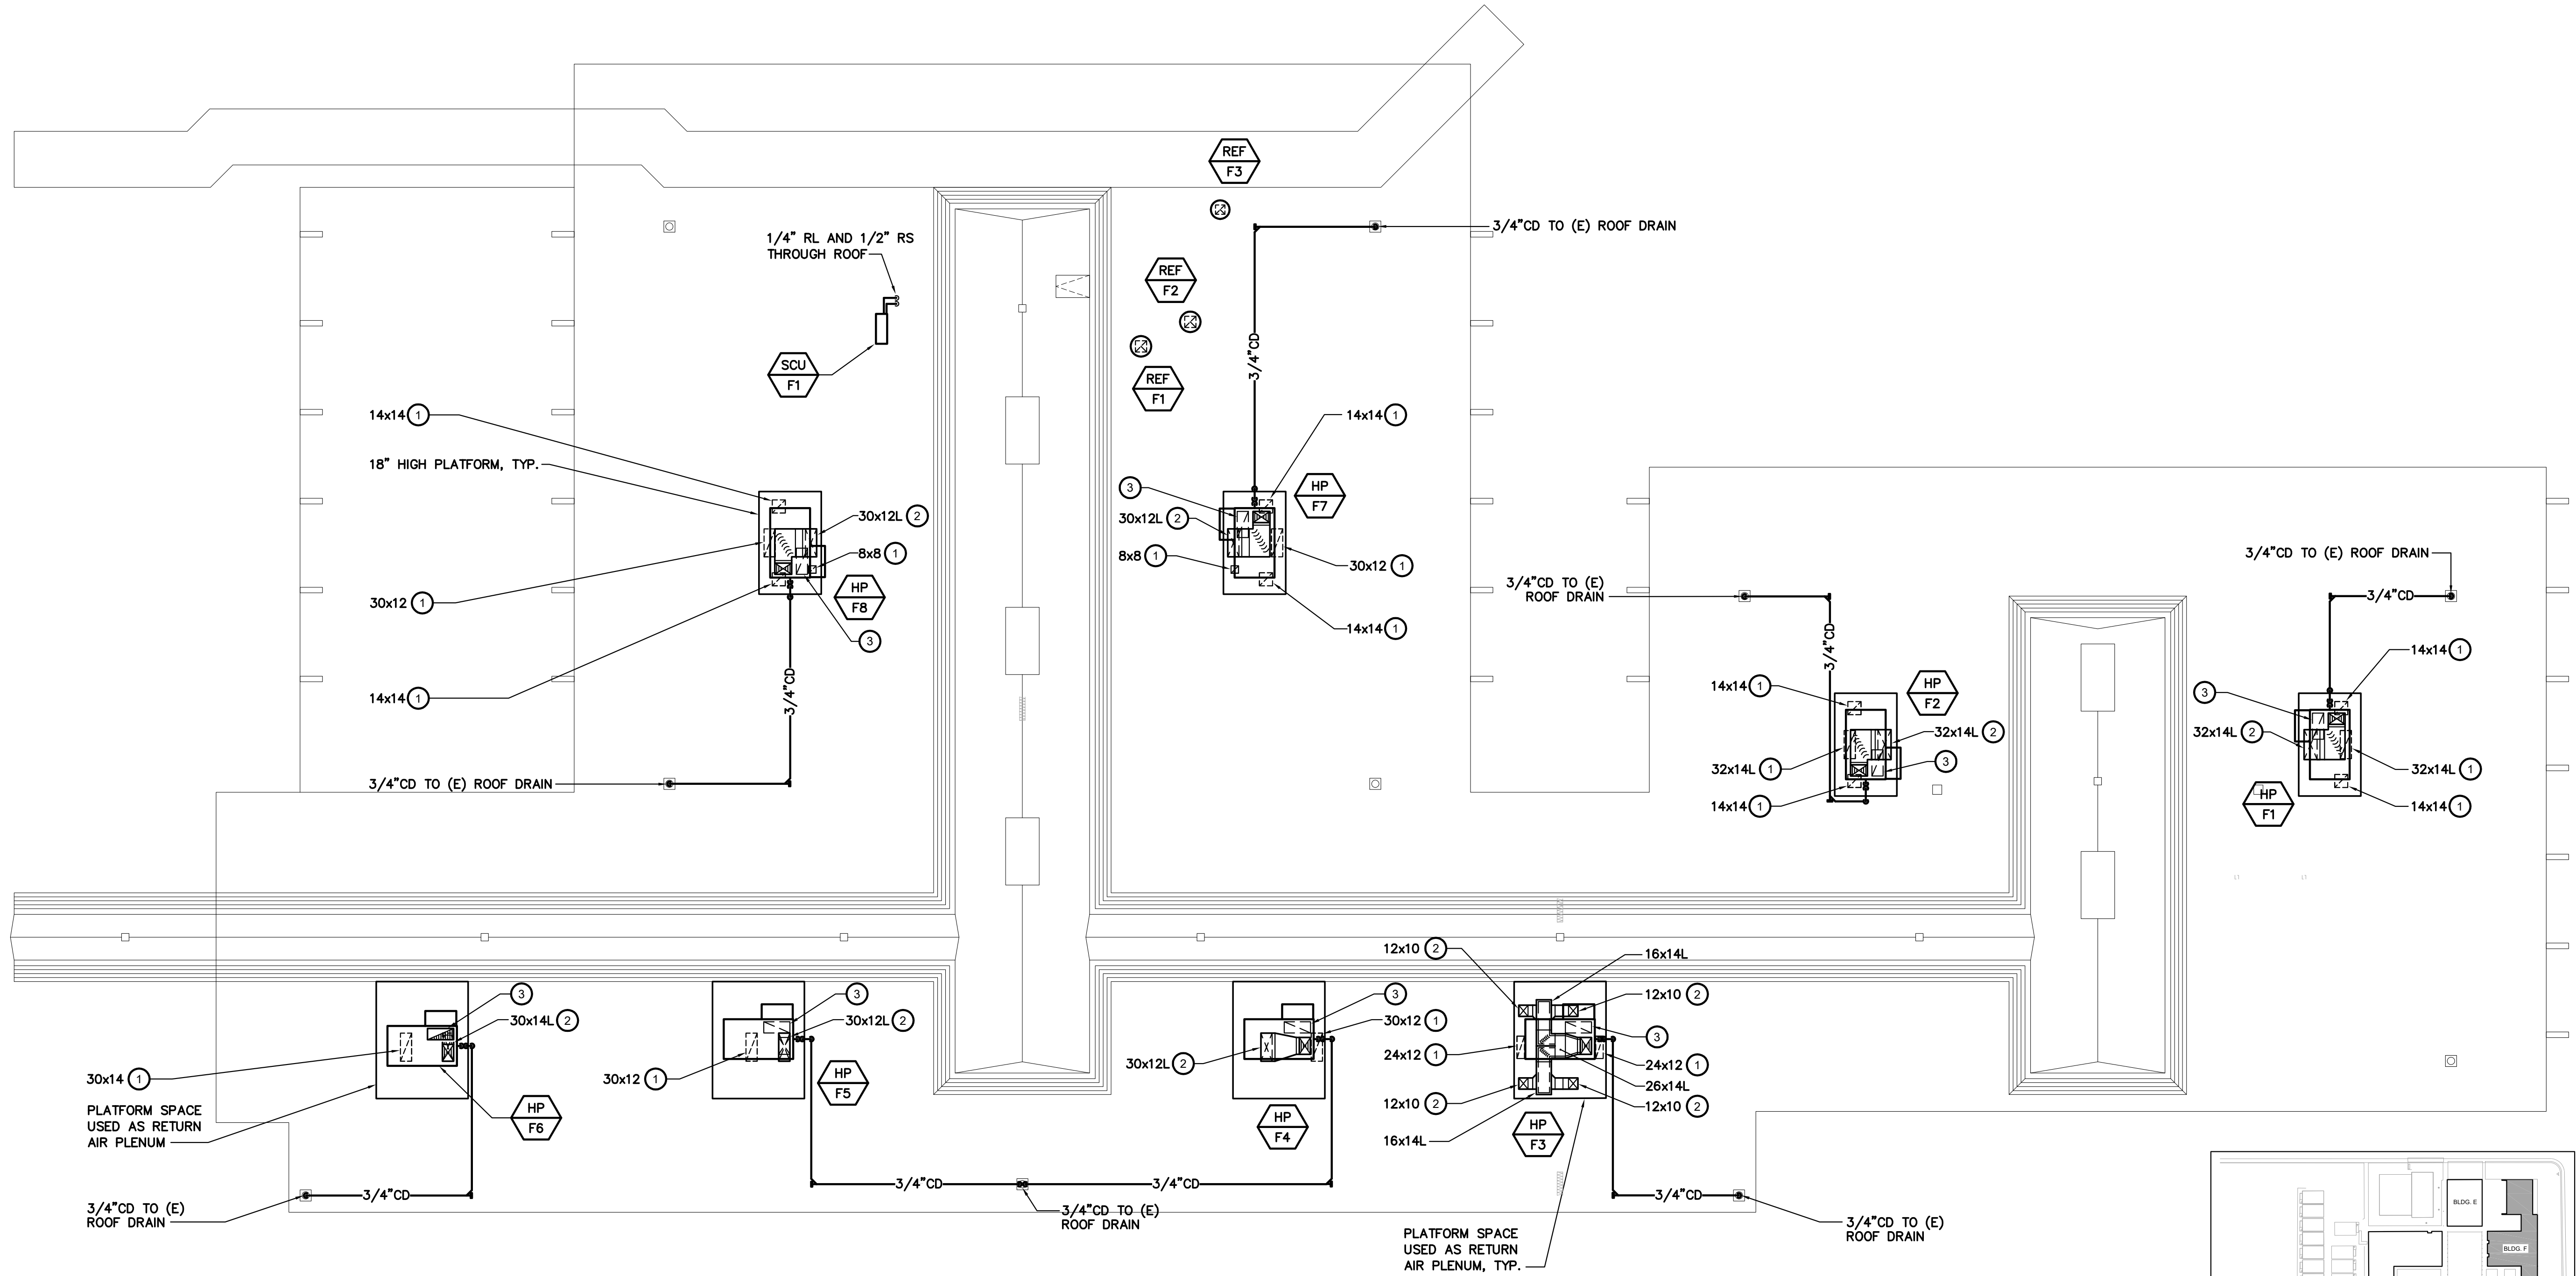 REF
F3
3/4"CD TO (E) ROOF DRAIN
1/4" RL AND 1/2" RS
THROUGH ROOF
REF
F2
3/4"CD
SCU
F1
REF
F1
14x14 1
14x14 1
18" HIGH PLATFORM, TYP.
3
HP
F7
30x12L 2
30x12L 2
8x8 1
8x8 1
30x12 1
3/4"CD TO (E) ROOF DRAIN
HP
F8
30x12 1
3/4"CD TO (E)
ROOF DRAIN
3/4"CD
14x14 1
3
3/4"CD
14x14 1
14x14 1
3/4"CD
14x14 1
HP
F2
3
32x14L 2
32x14L 2
32x14L 1
3
32x14L 1
3/4"CD TO (E) ROOF DRAIN
14x14 1
HP
F1
14x14 1
12x10 2
16x14L
3
3
3
12x10 2
30x14L 2
30x12L 2
30x12 1
3
24x12 1
30x12L 2
24x12 1
30x14 1
30x12 1
HP
F5
26x14L
12x10 2
12x10 2
PLATFORM SPACE
USED AS RETURN
AIR PLENUM
HP
F6
HP
F4
HP
F3
16x14L
3/4"CD
3/4"CD
3/4"CD
3/4"CD
3/4"CD TO (E)
ROOF DRAIN
3/4"CD TO (E)
ROOF DRAIN
3/4"CD TO (E)
ROOF DRAIN
PLATFORM SPACE
USED AS RETURN
AIR PLENUM, TYP.
BLDG. E
BLDG. F